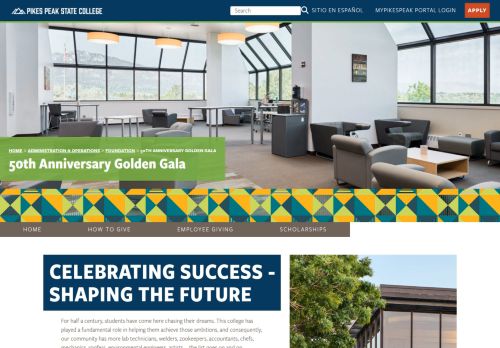 PIKES PEAK STATE COLLEGE
Search
SITIO EN ESPAÑOL
MYPIKESPEAK PORTAL LOGIN
APPLY
HOME > ADMINISTRATION & OPERATIONS > FOUNDATION > 50TH ANNIVERSARY GOLDEN GALA
50th Anniversary Golden Gala
HOME
HOW TO GIVE
EMPLOYEE GIVING
SCHOLARSHIPS
CELEBRATING SUCCESS -
SHAPING THE FUTURE
For half a century, students have come here chasing their dreams. This college has
played a fundamental role in helping them achieve those ambitions, and consequently,
our community has more lab technicians, welders, zookeepers, accountants, chefs,